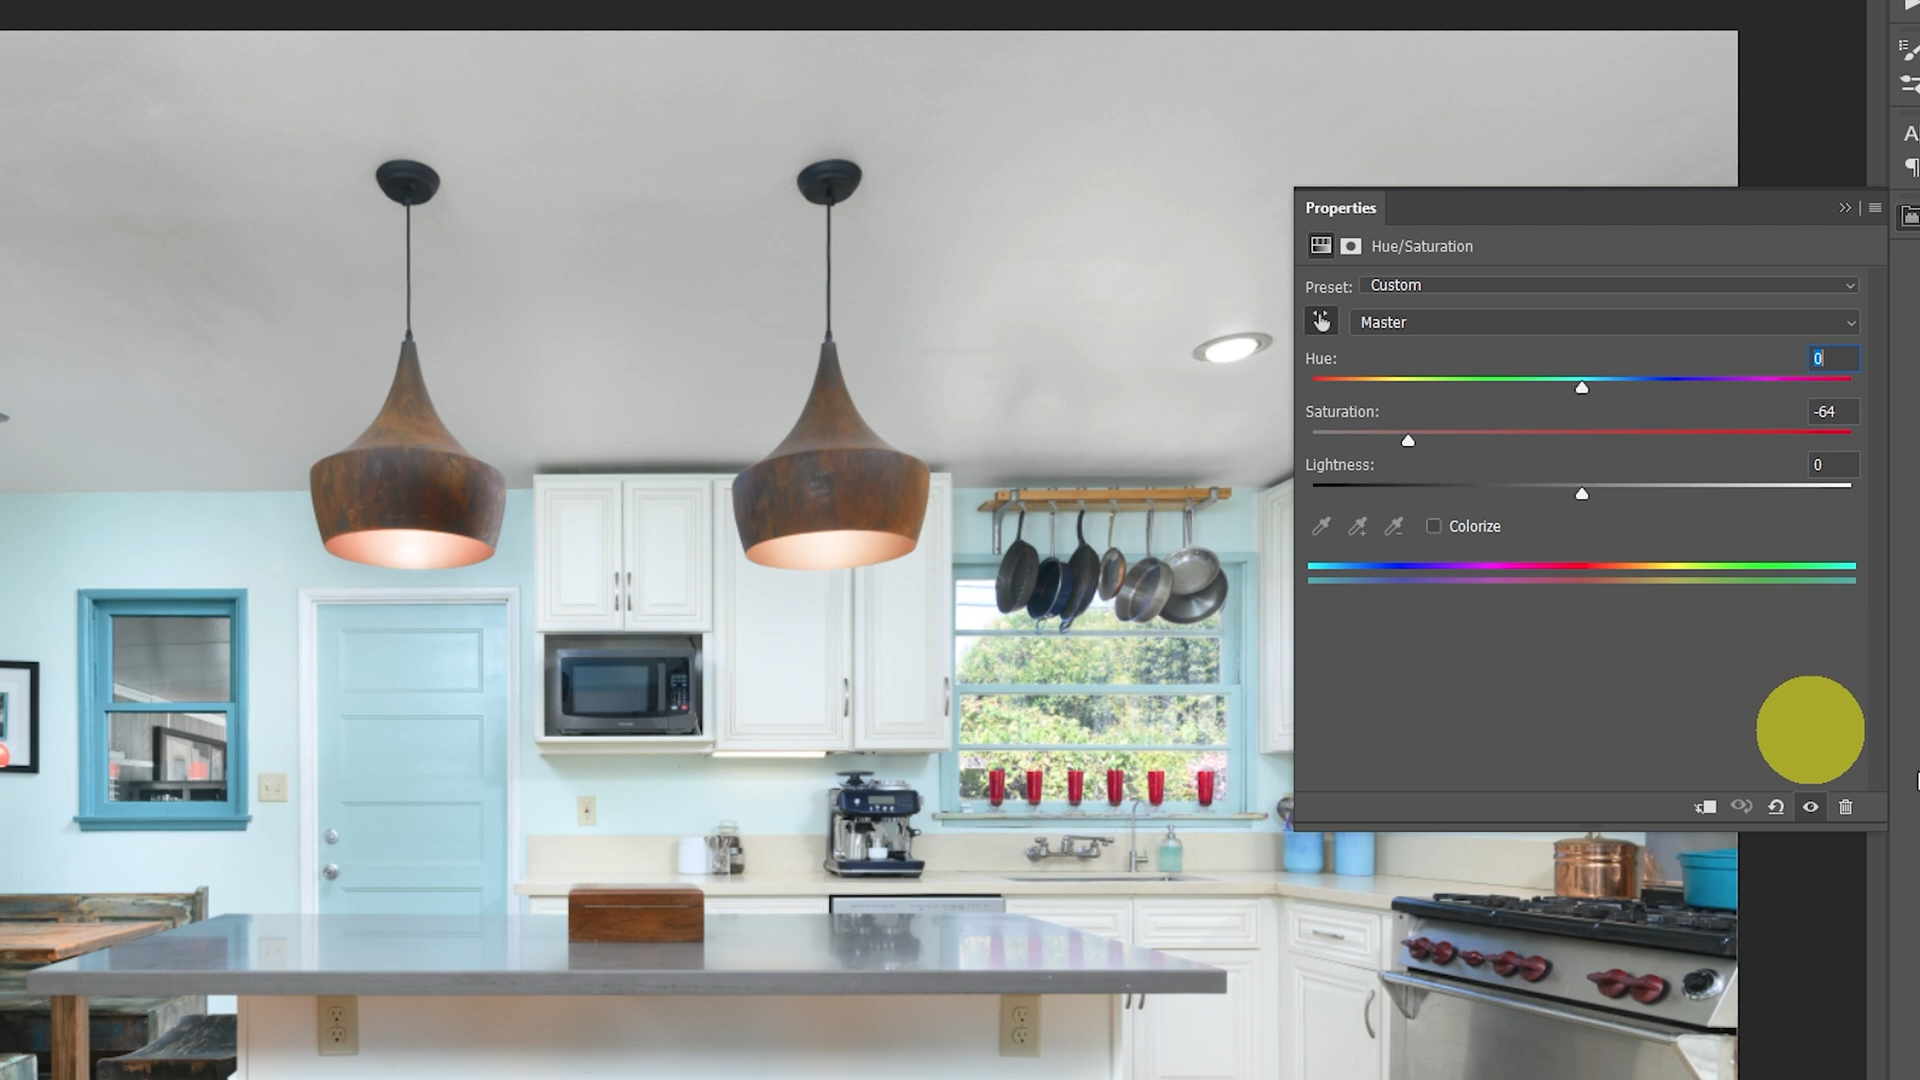 Properties
Hue/Saturation
Preset: Custom
Master
Hue: 0
Saturation: -64
Lightness: 0
Colorize